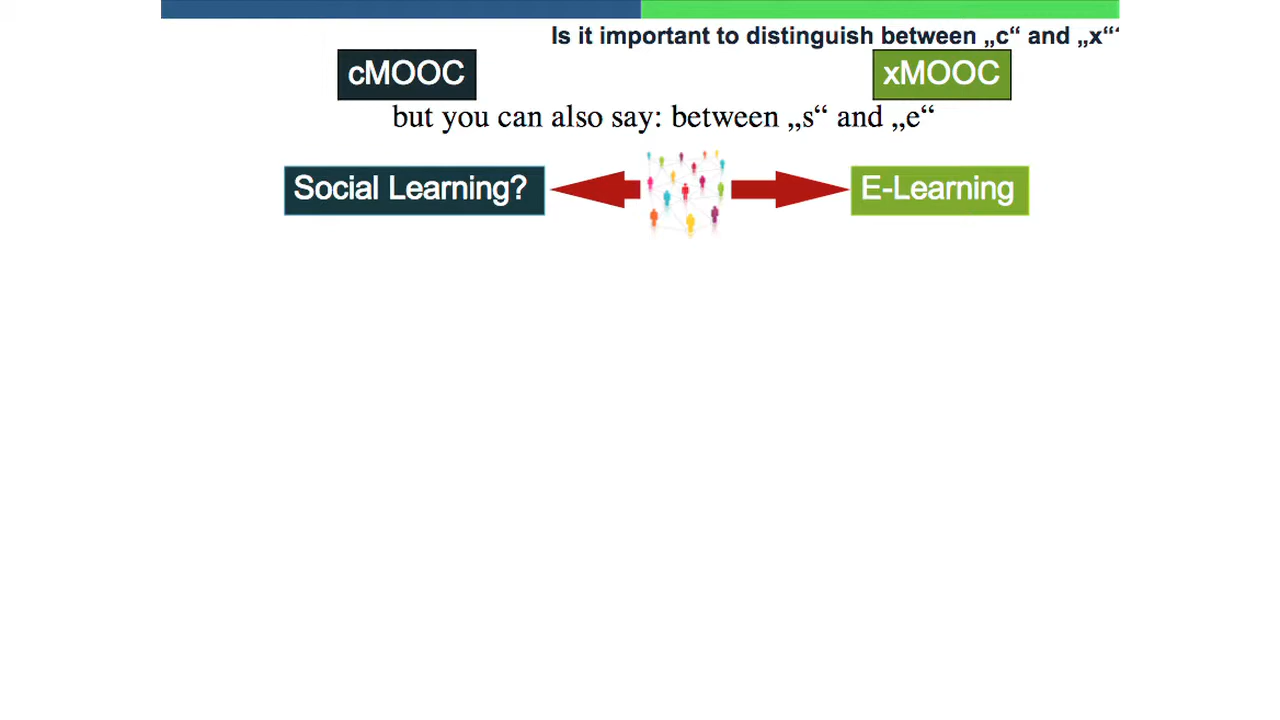 Is it important to distinguish between „c“ and „x“
cMOOC
xMOOC
but you can also say: between „s“ and „e“
Social Learning?
E-Learning